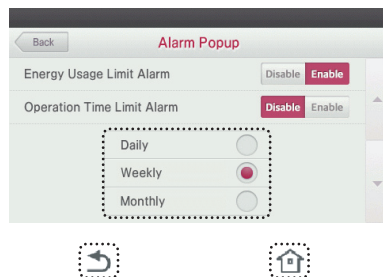 Back Alarm Popup
Energy Usage Limit Alarm Disable Enable
Operation Time Limit Alarm Disable Enable
Daily
Weekly
Monthly